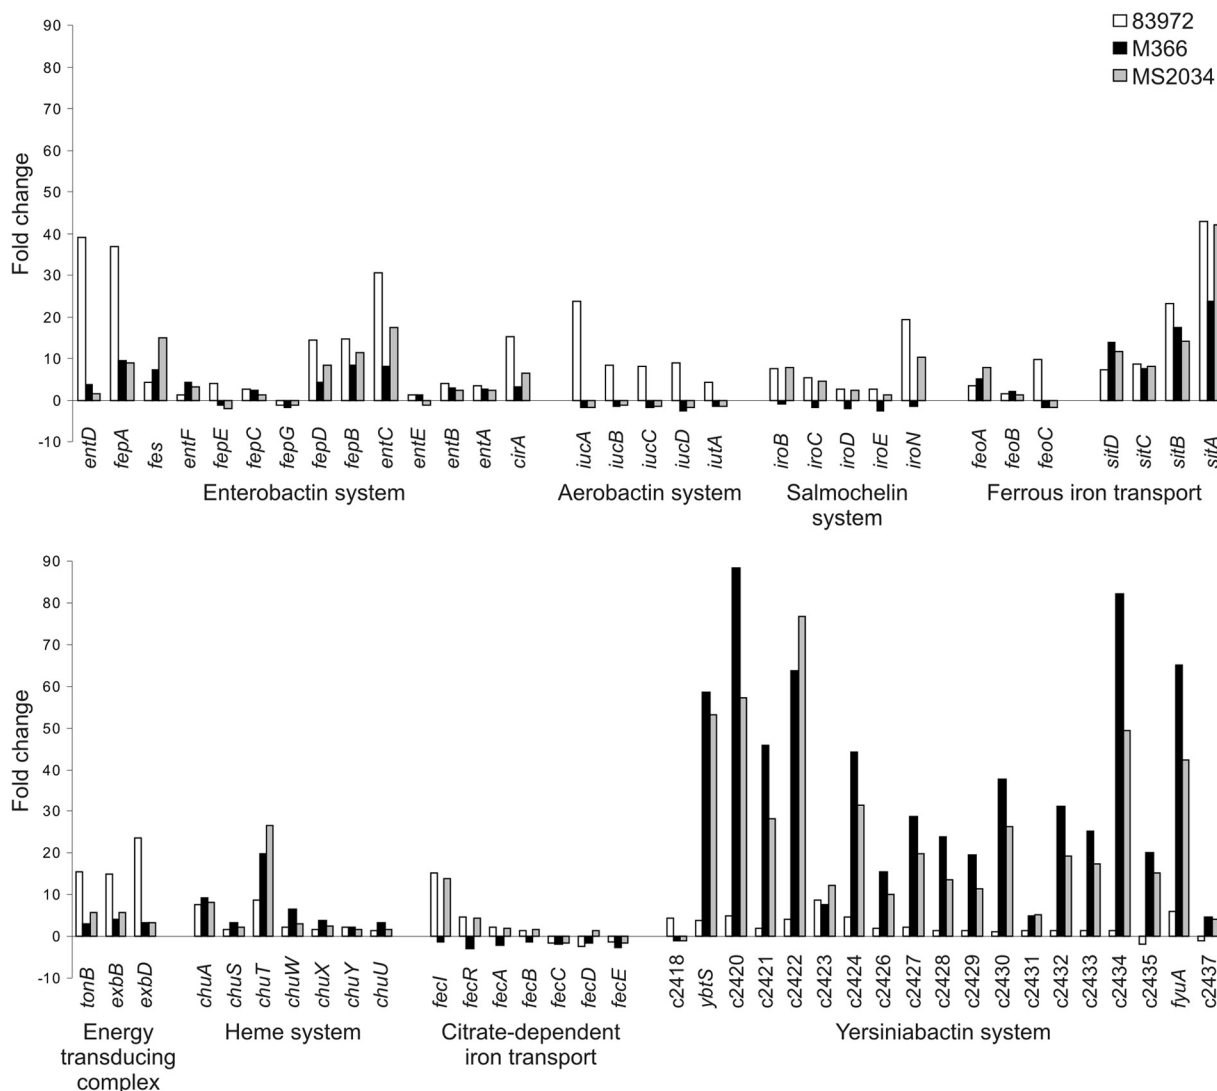 90
80
70
60
50
40
30
20
10
0
-10
Fold change
83972
M366
MS2034
entD fepA fes entF fepE fepC fepG fepD fepB entC entE entB entA cirA iucA iucB iucC iucD iutA iroB iroC iroD iroE iroN feoA feoB feoC sitD sitC sitB sitA
Enterobactin system Aerobactin system Salmochelin Ferrous iron transport
system
90
80
70
60
50
40
30
20
10
0
-10
Fold change
tonB exbB exbD chuA chuS chuT chuW chuX chuY chuU fecI fecR fecA fecB fecC fecD fecE c2418 ybtS c2420 c2421 c2422 c2423 c2424 c2426 c2427 c2428 c2429 c2430 c2431 c2432 c2433 c2434 c2435 fyuA c2437
Energy Heme system Citrate-dependent Yersiniabactin system
transducing iron transport
complex